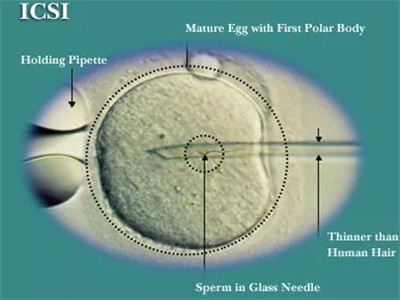 ICSI
Mature Egg with First Polar Body
Holding Pipette
Thinner than
Human Hair
Sperm in Glass Needle